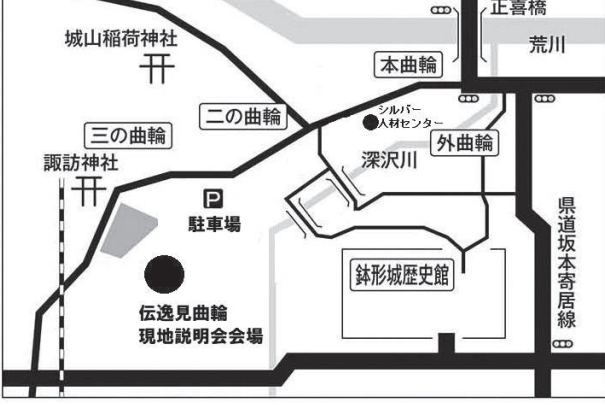 正喜橋
城山稲荷神社
荒川
本曲輪
シルバー
人材センター
二の曲輪
三の曲輪
外曲輪
諏訪神社
深沢川
P
駐車場
県道坂本寄居線
鉢形城歴史館
伝逸見曲輪
現地説明会会場